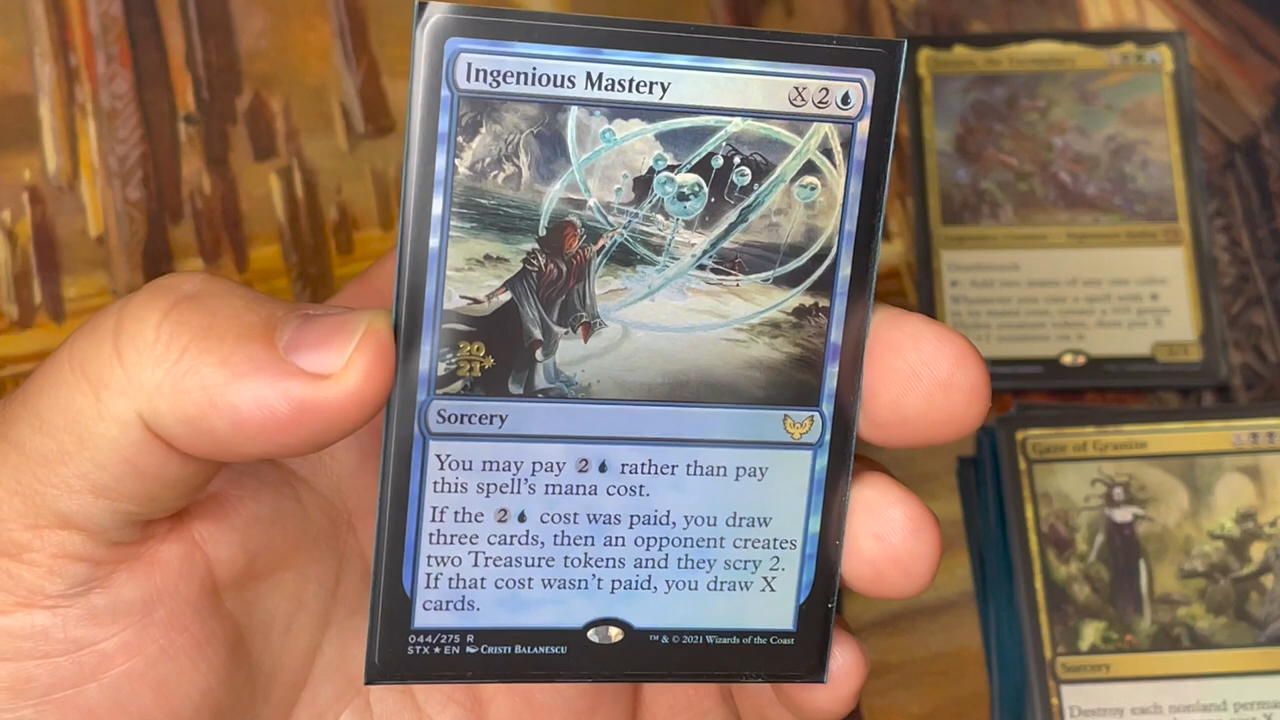 Ingenious Mastery
X 2
20
21
Sorcery
You may pay 2 rather than pay
this spell's mana cost.
If the 2 cost was paid, you draw
three cards, then an opponent creates
two Treasure tokens and they scry 2.
If that cost wasn't paid, you draw X
cards.
044/275 R
STX ★ EN CRISTI BALANESCU
™ & © 2021 Wizards of the Coast
Gaze of Granite
Sorcery
Destroy each nonland